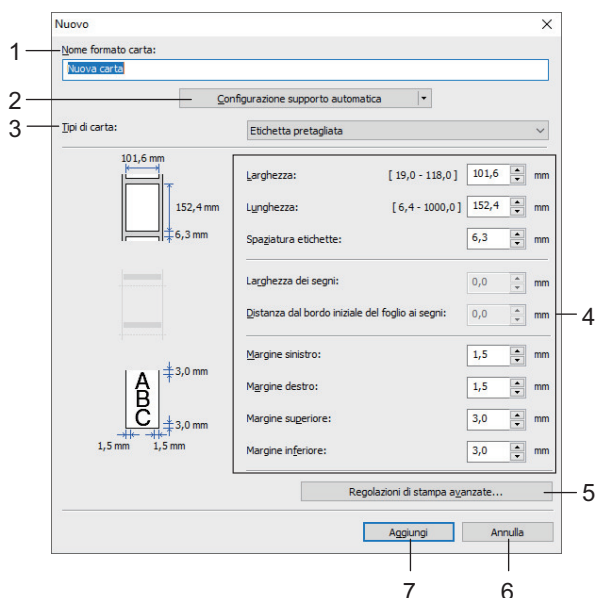 Nuovo
1
Nome formato carta:
Nuova carta
2
Configurazione supporto automatica
3
Tipi di carta:
Etichetta pretagliata
101,6 mm
152,4 mm
6,3 mm
Larghezza: [ 19,0 - 118,0 ] 101,6 mm
Lunghezza: [ 6,4 - 1000,0 ] 152,4 mm
Spaziatura etichette: 6,3 mm
Larghezza dei segni: 0,0 mm
Distanza dal bordo iniziale del foglio ai segni: 0,0 mm
4
Margine sinistro: 1,5 mm
Margine destro: 1,5 mm
Margine superiore: 3,0 mm
Margine inferiore: 3,0 mm
3,0 mm
A
B
C
3,0 mm
1,5 mm 1,5 mm
Regolazioni di stampa avanzate...
5
Aggiungi
Annulla
7
6